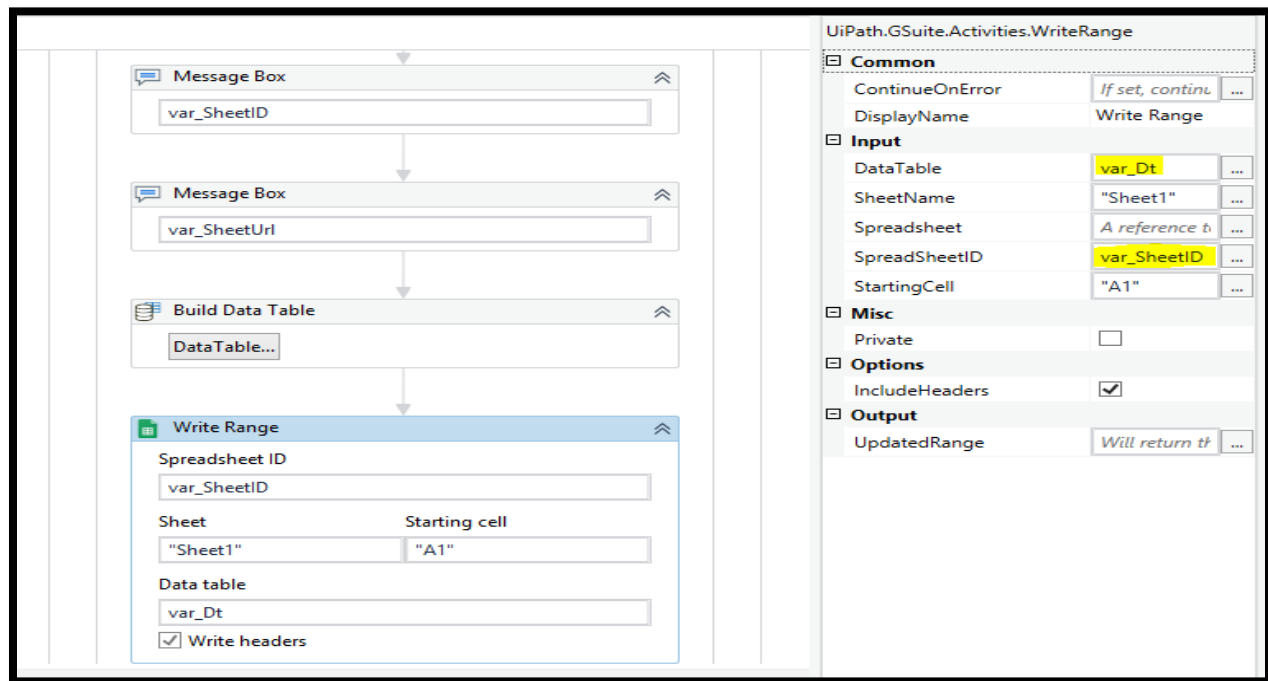 Message Box
var_SheetID
Message Box
var_SheetUrl
Build Data Table
DataTable...
Write Range
Spreadsheet ID
var_SheetID
Sheet Starting cell
"Sheet1" "A1"
Data table
var_Dt
Write headers
UiPath.GSuite.Activities.WriteRange
Common
ContinueOnError If set, continu ...
DisplayName Write Range
Input
DataTable var_Dt ...
SheetName "Sheet1" ...
Spreadsheet A reference t ...
SpreadSheetID var_SheetID ...
StartingCell "A1" ...
Misc
Private
Options
IncludeHeaders
Output
UpdatedRange Will return th ...